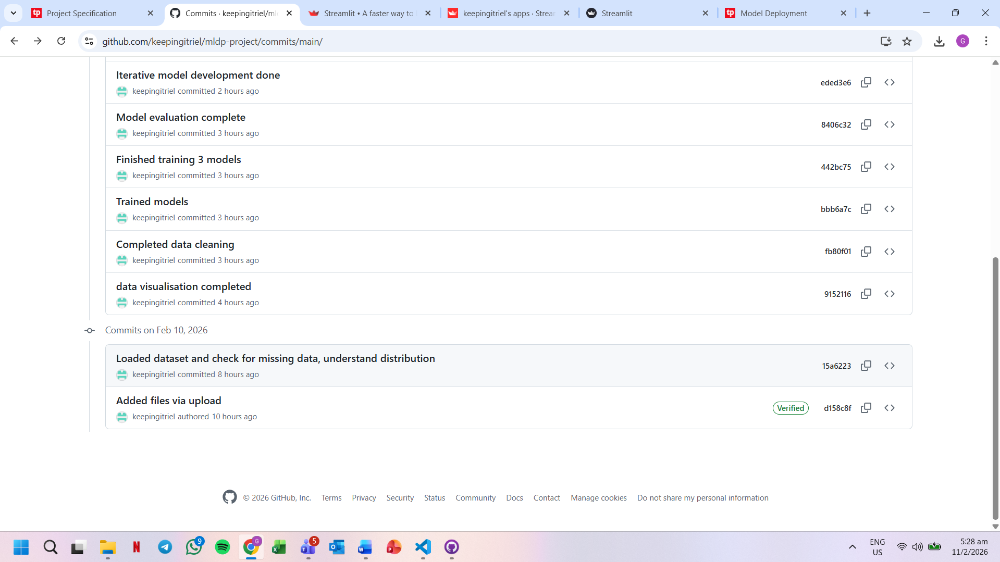 Project Specification
Commits · keepingitriel/mld
Streamlit • A faster way to
keepingitriel's apps · Strea
Streamlit
Model Deployment
github.com/keepingitriel/mldp-project/commits/main/
G
Iterative model development done
keepingitriel committed 2 hours ago
eded3e6
Model evaluation complete
keepingitriel committed 3 hours ago
8406c32
Finished training 3 models
keepingitriel committed 3 hours ago
442bc75
Trained models
keepingitriel committed 3 hours ago
bbb6a7c
Completed data cleaning
keepingitriel committed 3 hours ago
fb80f01
data visualisation completed
keepingitriel committed 4 hours ago
9152116
Commits on Feb 10, 2026
Loaded dataset and check for missing data, understand distribution
keepingitriel committed 8 hours ago
15a6223
Added files via upload
keepingitriel authored 10 hours ago
Verified
d158c8f
© 2026 GitHub, Inc. Terms Privacy Security Status Community Docs Contact Manage cookies Do not share my personal information
9
G
5
ENG
US
5:28 am
11/2/2026